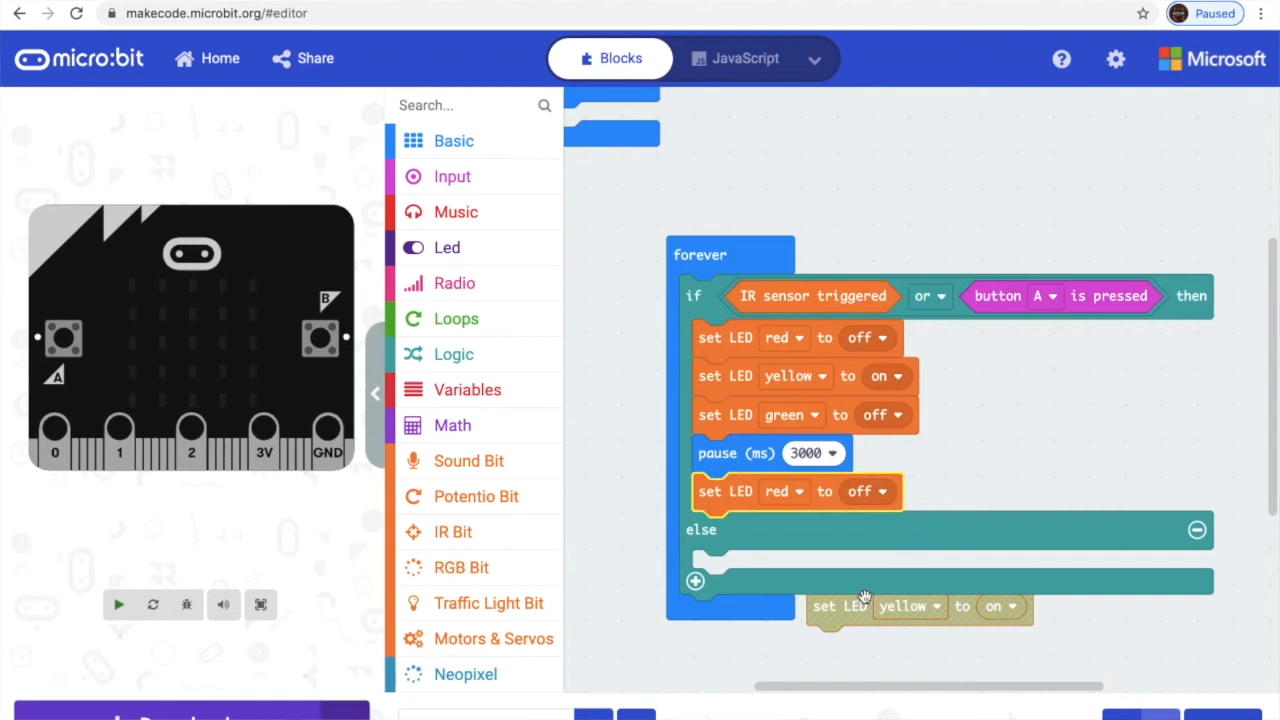 makecode.microbit.org/#editor
Paused
micro:bit
Home
Share
Blocks
JavaScript
Microsoft
Search...
Basic
Input
Music
Led
Radio
Loops
Logic
Variables
Math
Sound Bit
Potentio Bit
IR Bit
RGB Bit
Traffic Light Bit
Motors & Servos
Neopixel
B
A
0 1 2 3V GND
forever
if IR sensor triggered or button A is pressed then
set LED red to off
set LED yellow to on
set LED green to off
pause (ms) 3000
set LED red to off
else
set LED yellow to on